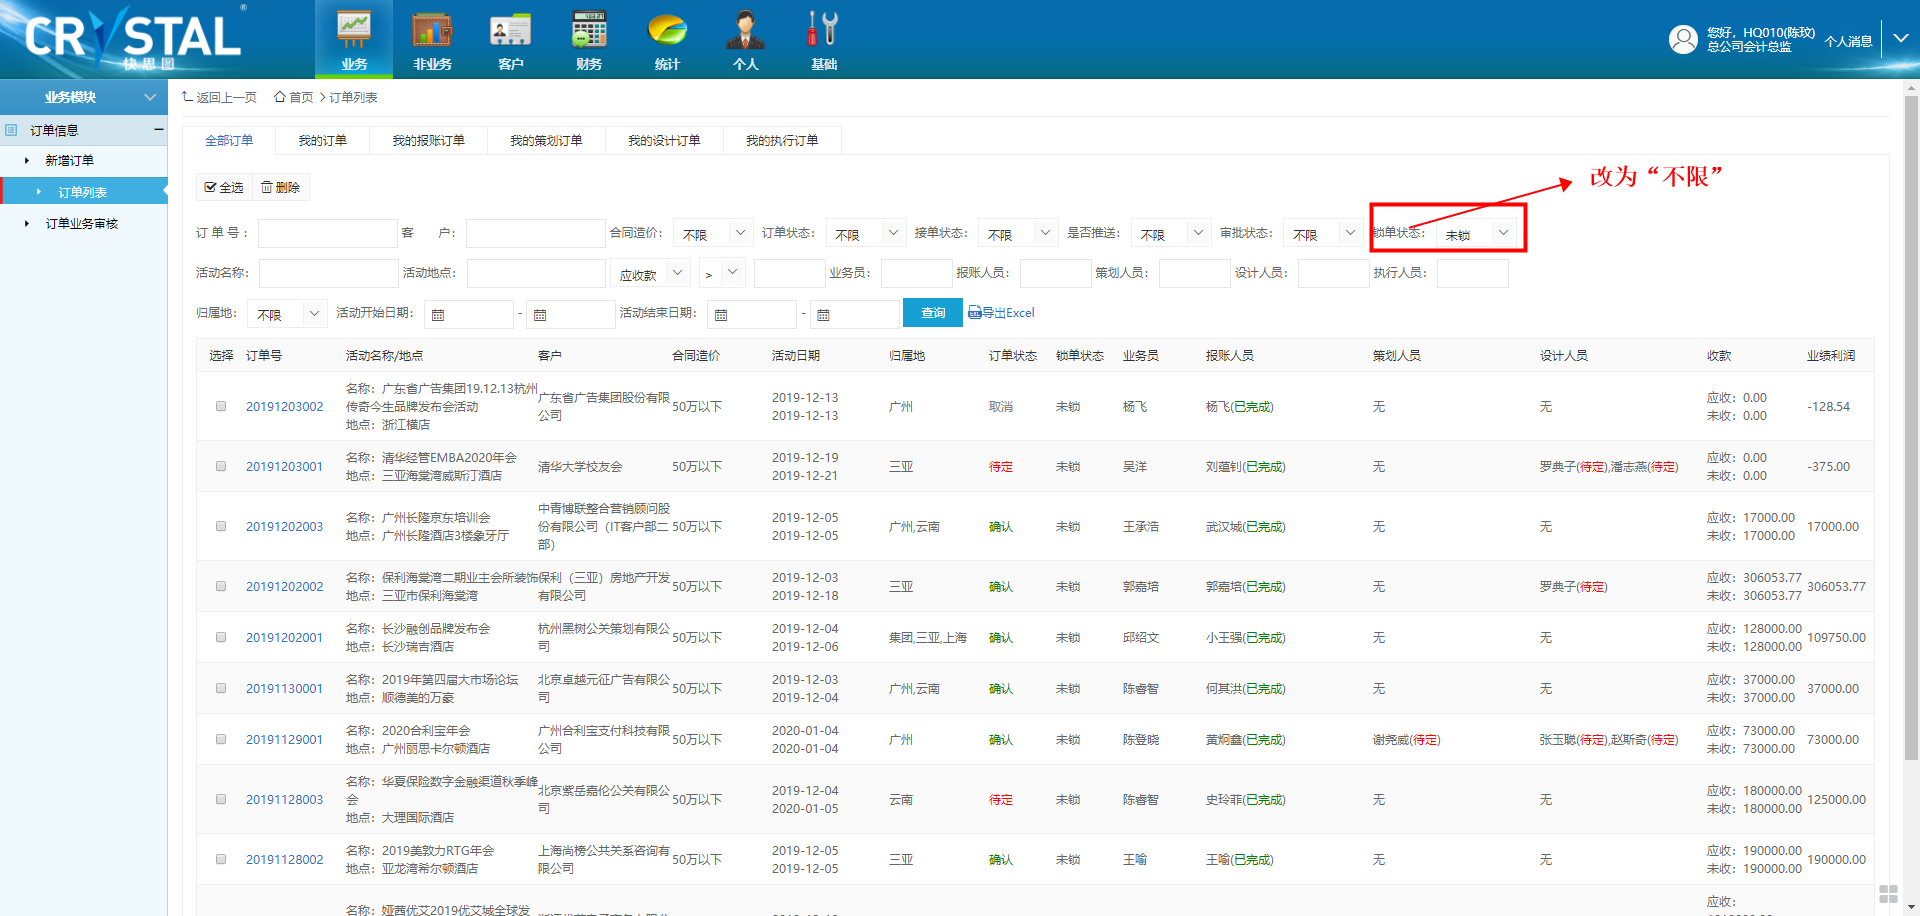 CRYSTAL ®
快思图
业务 非业务 客户 财务 统计 个人 基础
您好，HQ010(陈玟)
总公司会计总监
个人消息
业务模块
订单信息
新增订单
订单列表
订单业务审核
返回上一页 首页 > 订单列表
全部订单 我的订单 我的报账订单 我的策划订单 我的设计订单 我的执行订单
改为“不限”
全选 删除
订 单 号： 客 户： 合同造价： 不限 订单状态： 不限 接单状态： 不限 是否推送： 不限 审批状态： 不限 锁单状态： 未锁
活动名称： 活动地点： 应收款 > 业务员： 报账人员： 策划人员： 设计人员： 执行人员：
归属地： 不限 活动开始日期： - 活动结束日期： - 查询 导出Excel
选择 订单号 活动名称/地点 客户 合同造价 活动日期 归属地 订单状态 锁单状态 业务员 报账人员 策划人员 设计人员 收款 业绩利润
名称：广东省广告集团19.12.13杭州
传奇今生品牌发布会活动
地点：浙江横店
20191203002 广东省广告集团股份有限
公司
50万以下 2019-12-13
2019-12-13
广州 取消 未锁 杨飞 杨飞(已完成) 无 无 应收：0.00
未收：0.00
-128.54
20191203001 名称：清华经管EMBA2020年会
地点：三亚海棠湾威斯汀酒店
清华大学校友会 50万以下 2019-12-19
2019-12-21
三亚 待定 未锁 吴洋 刘蕴钊(已完成) 无 罗典子(待定),潘志燕(待定) 应收：0.00
未收：0.00
-375.00
20191202003 名称：广州长隆京东培训会
地点：广州长隆酒店3楼象牙厅
中青博联整合营销顾问股
份有限公司（IT客户部二
部）
50万以下 2019-12-05
2019-12-05
广州,云南 确认 未锁 王承浩 武汉城(已完成) 无 无 应收：17000.00
未收：17000.00
17000.00
20191202002 名称：保利海棠湾二期业主会所装饰
地点：三亚市保利海棠湾
保利（三亚）房地产开发
有限公司
50万以下 2019-12-03
2019-12-18
三亚 确认 未锁 郭嘉培 郭嘉培(已完成) 无 罗典子(待定) 应收：306053.77
未收：306053.77
306053.77
20191202001 名称：长沙融创品牌发布会
地点：长沙瑞吉酒店
杭州黑树公关策划有限公
司
50万以下 2019-12-04
2019-12-06
集团,三亚,上海 确认 未锁 邱绍文 小王强(已完成) 无 无 应收：128000.00
未收：128000.00
109750.00
20191130001 名称：2019年第四届大市场论坛
地点：顺德美的万豪
北京卓越元征广告有限公
司
50万以下 2019-12-03
2019-12-04
广州,云南 确认 未锁 陈睿智 何其洪(已完成) 无 无 应收：37000.00
未收：37000.00
37000.00
20191129001 名称：2020合利宝年会
地点：广州丽思卡尔顿酒店
广州合利宝支付科技有限
公司
50万以下 2020-01-04
2020-01-04
广州 确认 未锁 陈登晓 黄炯鑫(已完成) 谢尧威(待定) 张玉聪(待定),赵斯奇(待定) 应收：73000.00
未收：73000.00
73000.00
20191128003 名称：华夏保险数字金融渠道秋季峰
会
地点：大理国际酒店
北京紫岳嘉伦公关有限公
司
50万以下 2019-12-04
2020-01-05
云南 待定 未锁 陈睿智 史玲菲(已完成) 无 无 应收：180000.00
未收：180000.00
125000.00
20191128002 名称：2019美敦力RTG年会
地点：亚龙湾希尔顿酒店
上海尚榜公共关系咨询有
限公司
50万以下 2019-12-05
2019-12-05
三亚 确认 未锁 王喻 王喻(已完成) 无 无 应收：190000.00
未收：190000.00
190000.00
名称：娅茜优艾2019优艾城全球发
应收：